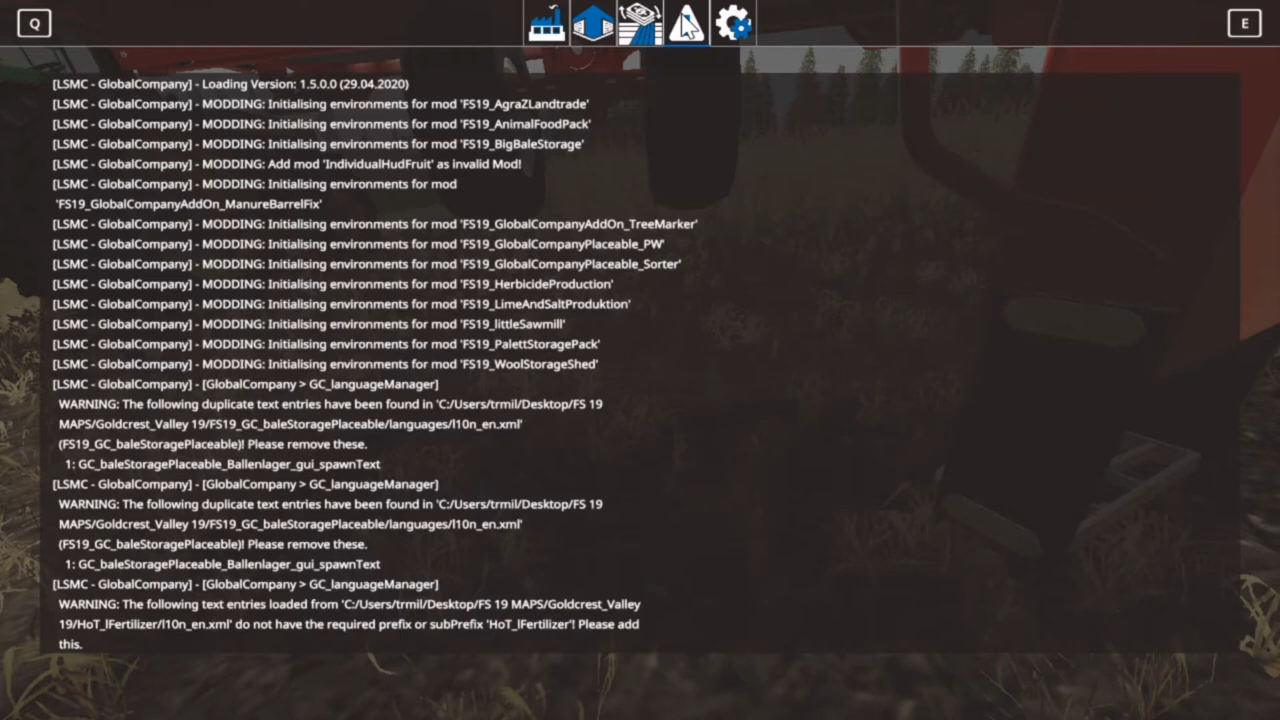 Q
E
[LSMC - GlobalCompany] - Loading Version: 1.5.0.0 (29.04.2020)
[LSMC - GlobalCompany] - MODDING: Initialising environments for mod 'FS19_AgraZLandtrade'
[LSMC - GlobalCompany] - MODDING: Initialising environments for mod 'FS19_AnimalFoodPack'
[LSMC - GlobalCompany] - MODDING: Initialising environments for mod 'FS19_BigBaleStorage'
[LSMC - GlobalCompany] - MODDING: Add mod 'IndividualHudFruit' as invalid Mod!
[LSMC - GlobalCompany] - MODDING: Initialising environments for mod
'FS19_GlobalCompanyAddOn_ManureBarrelFix'
[LSMC - GlobalCompany] - MODDING: Initialising environments for mod 'FS19_GlobalCompanyAddOn_TreeMarker'
[LSMC - GlobalCompany] - MODDING: Initialising environments for mod 'FS19_GlobalCompanyPlaceable_PW'
[LSMC - GlobalCompany] - MODDING: Initialising environments for mod 'FS19_GlobalCompanyPlaceable_Sorter'
[LSMC - GlobalCompany] - MODDING: Initialising environments for mod 'FS19_HerbicideProduction'
[LSMC - GlobalCompany] - MODDING: Initialising environments for mod 'FS19_LimeAndSaltProduktion'
[LSMC - GlobalCompany] - MODDING: Initialising environments for mod 'FS19_littleSawmill'
[LSMC - GlobalCompany] - MODDING: Initialising environments for mod 'FS19_PalettStoragePack'
[LSMC - GlobalCompany] - MODDING: Initialising environments for mod 'FS19_WoolStorageShed'
[LSMC - GlobalCompany] - [GlobalCompany > GC_languageManager]
WARNING: The following duplicate text entries have been found in 'C:/Users/trmil/Desktop/FS 19
MAPS/Goldcrest_Valley 19/FS19_GC_baleStoragePlaceable/languages/l10n_en.xml'
(FS19_GC_baleStoragePlaceable)! Please remove these.
1: GC_baleStoragePlaceable_Ballenlager_gui_spawnText
[LSMC - GlobalCompany] - [GlobalCompany > GC_languageManager]
WARNING: The following duplicate text entries have been found in 'C:/Users/trmil/Desktop/FS 19
MAPS/Goldcrest_Valley 19/FS19_GC_baleStoragePlaceable/languages/l10n_en.xml'
(FS19_GC_baleStoragePlaceable)! Please remove these.
1: GC_baleStoragePlaceable_Ballenlager_gui_spawnText
[LSMC - GlobalCompany] - [GlobalCompany > GC_languageManager]
WARNING: The following text entries loaded from 'C:/Users/trmil/Desktop/FS 19 MAPS/Goldcrest_Valley
19/HoT_lFertilizer/l10n_en.xml' do not have the required prefix or subPrefix 'HoT_lFertilizer'! Please add
this.